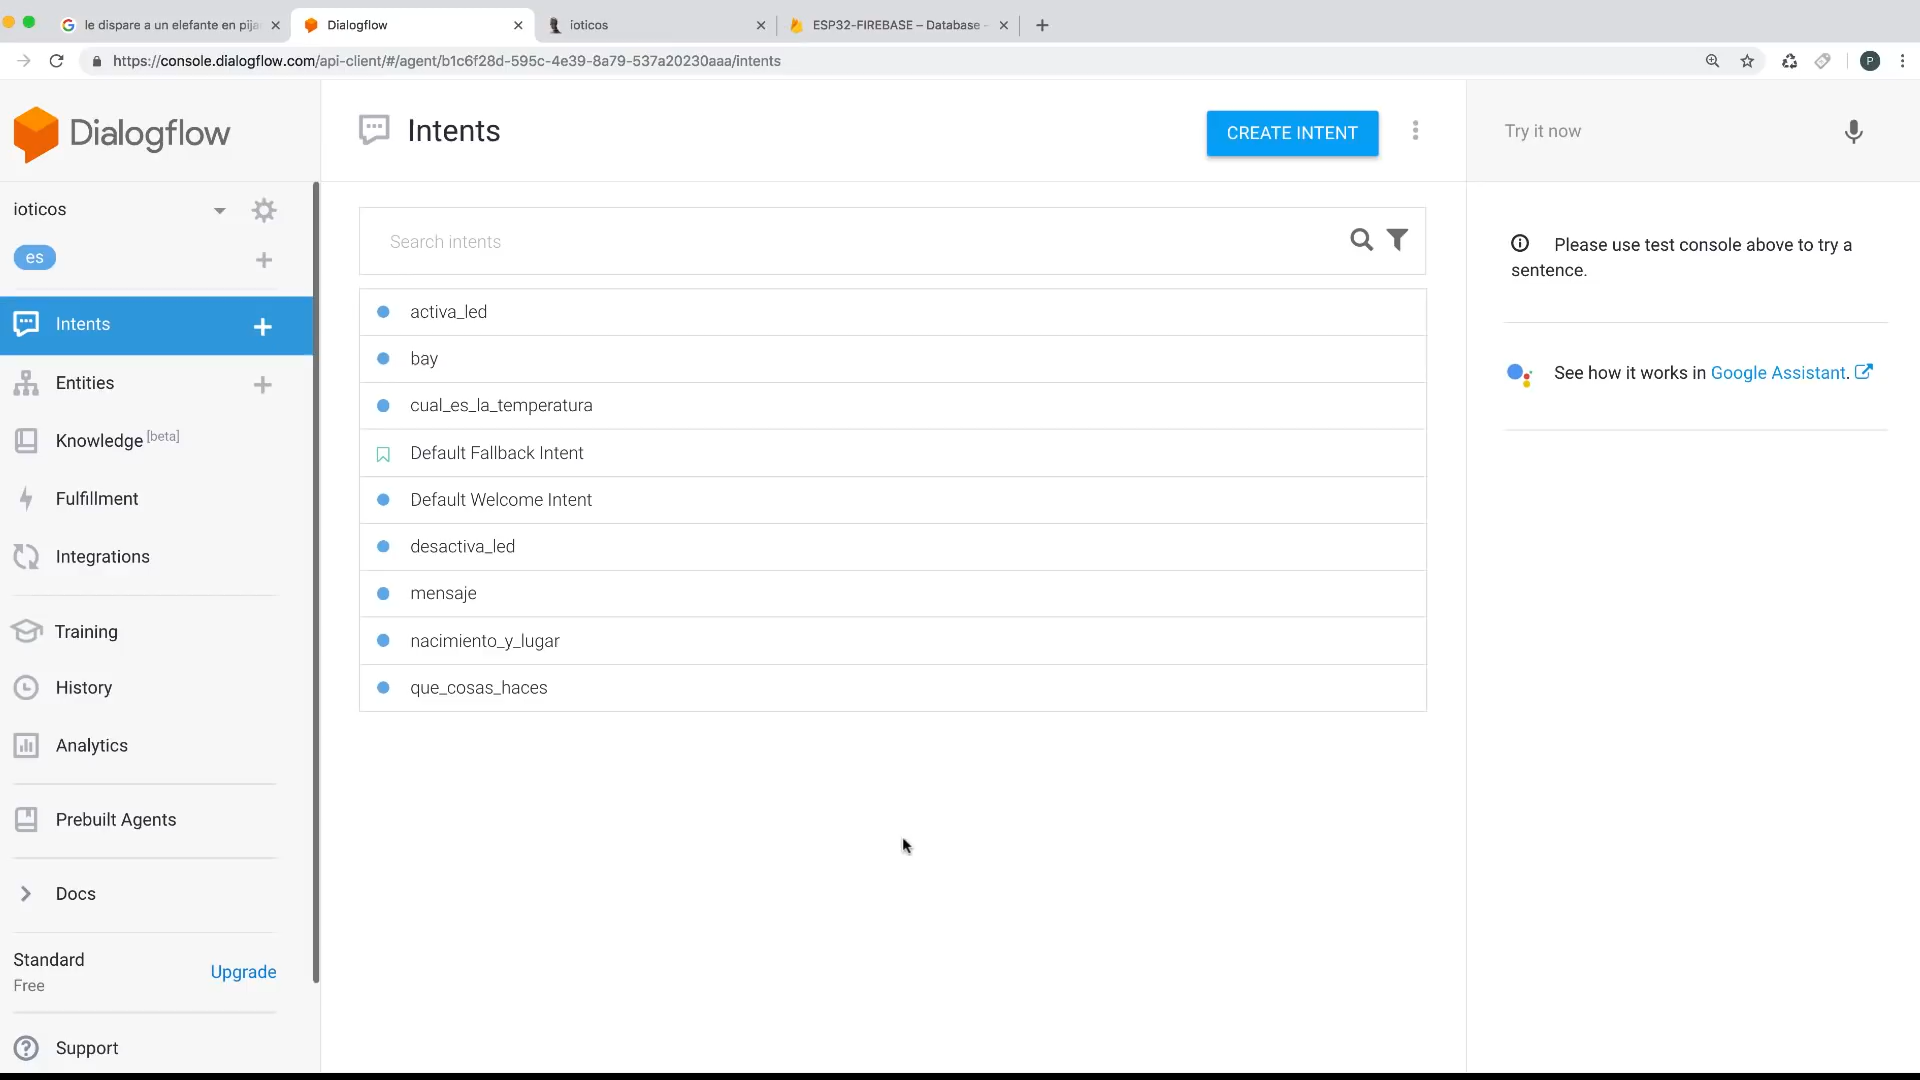 le dispare a un elefante en pija
Dialogflow
ioticos
ESP32-FIREBASE – Database -
https://console.dialogflow.com/api-client/#/agent/b1c6f28d-595c-4e39-8a79-537a20230aaa/intents
P
Dialogflow
Intents
CREATE INTENT
Try it now
ioticos
es
Search intents
Please use test console above to try a
sentence.
Intents
activa_led
bay
See how it works in Google Assistant.
Entities
cual_es_la_temperatura
Knowledge [beta]
Default Fallback Intent
Fulfillment
Default Welcome Intent
Integrations
desactiva_led
mensaje
Training
nacimiento_y_lugar
History
que_cosas_haces
Analytics
Prebuilt Agents
Docs
Standard
Free
Upgrade
Support